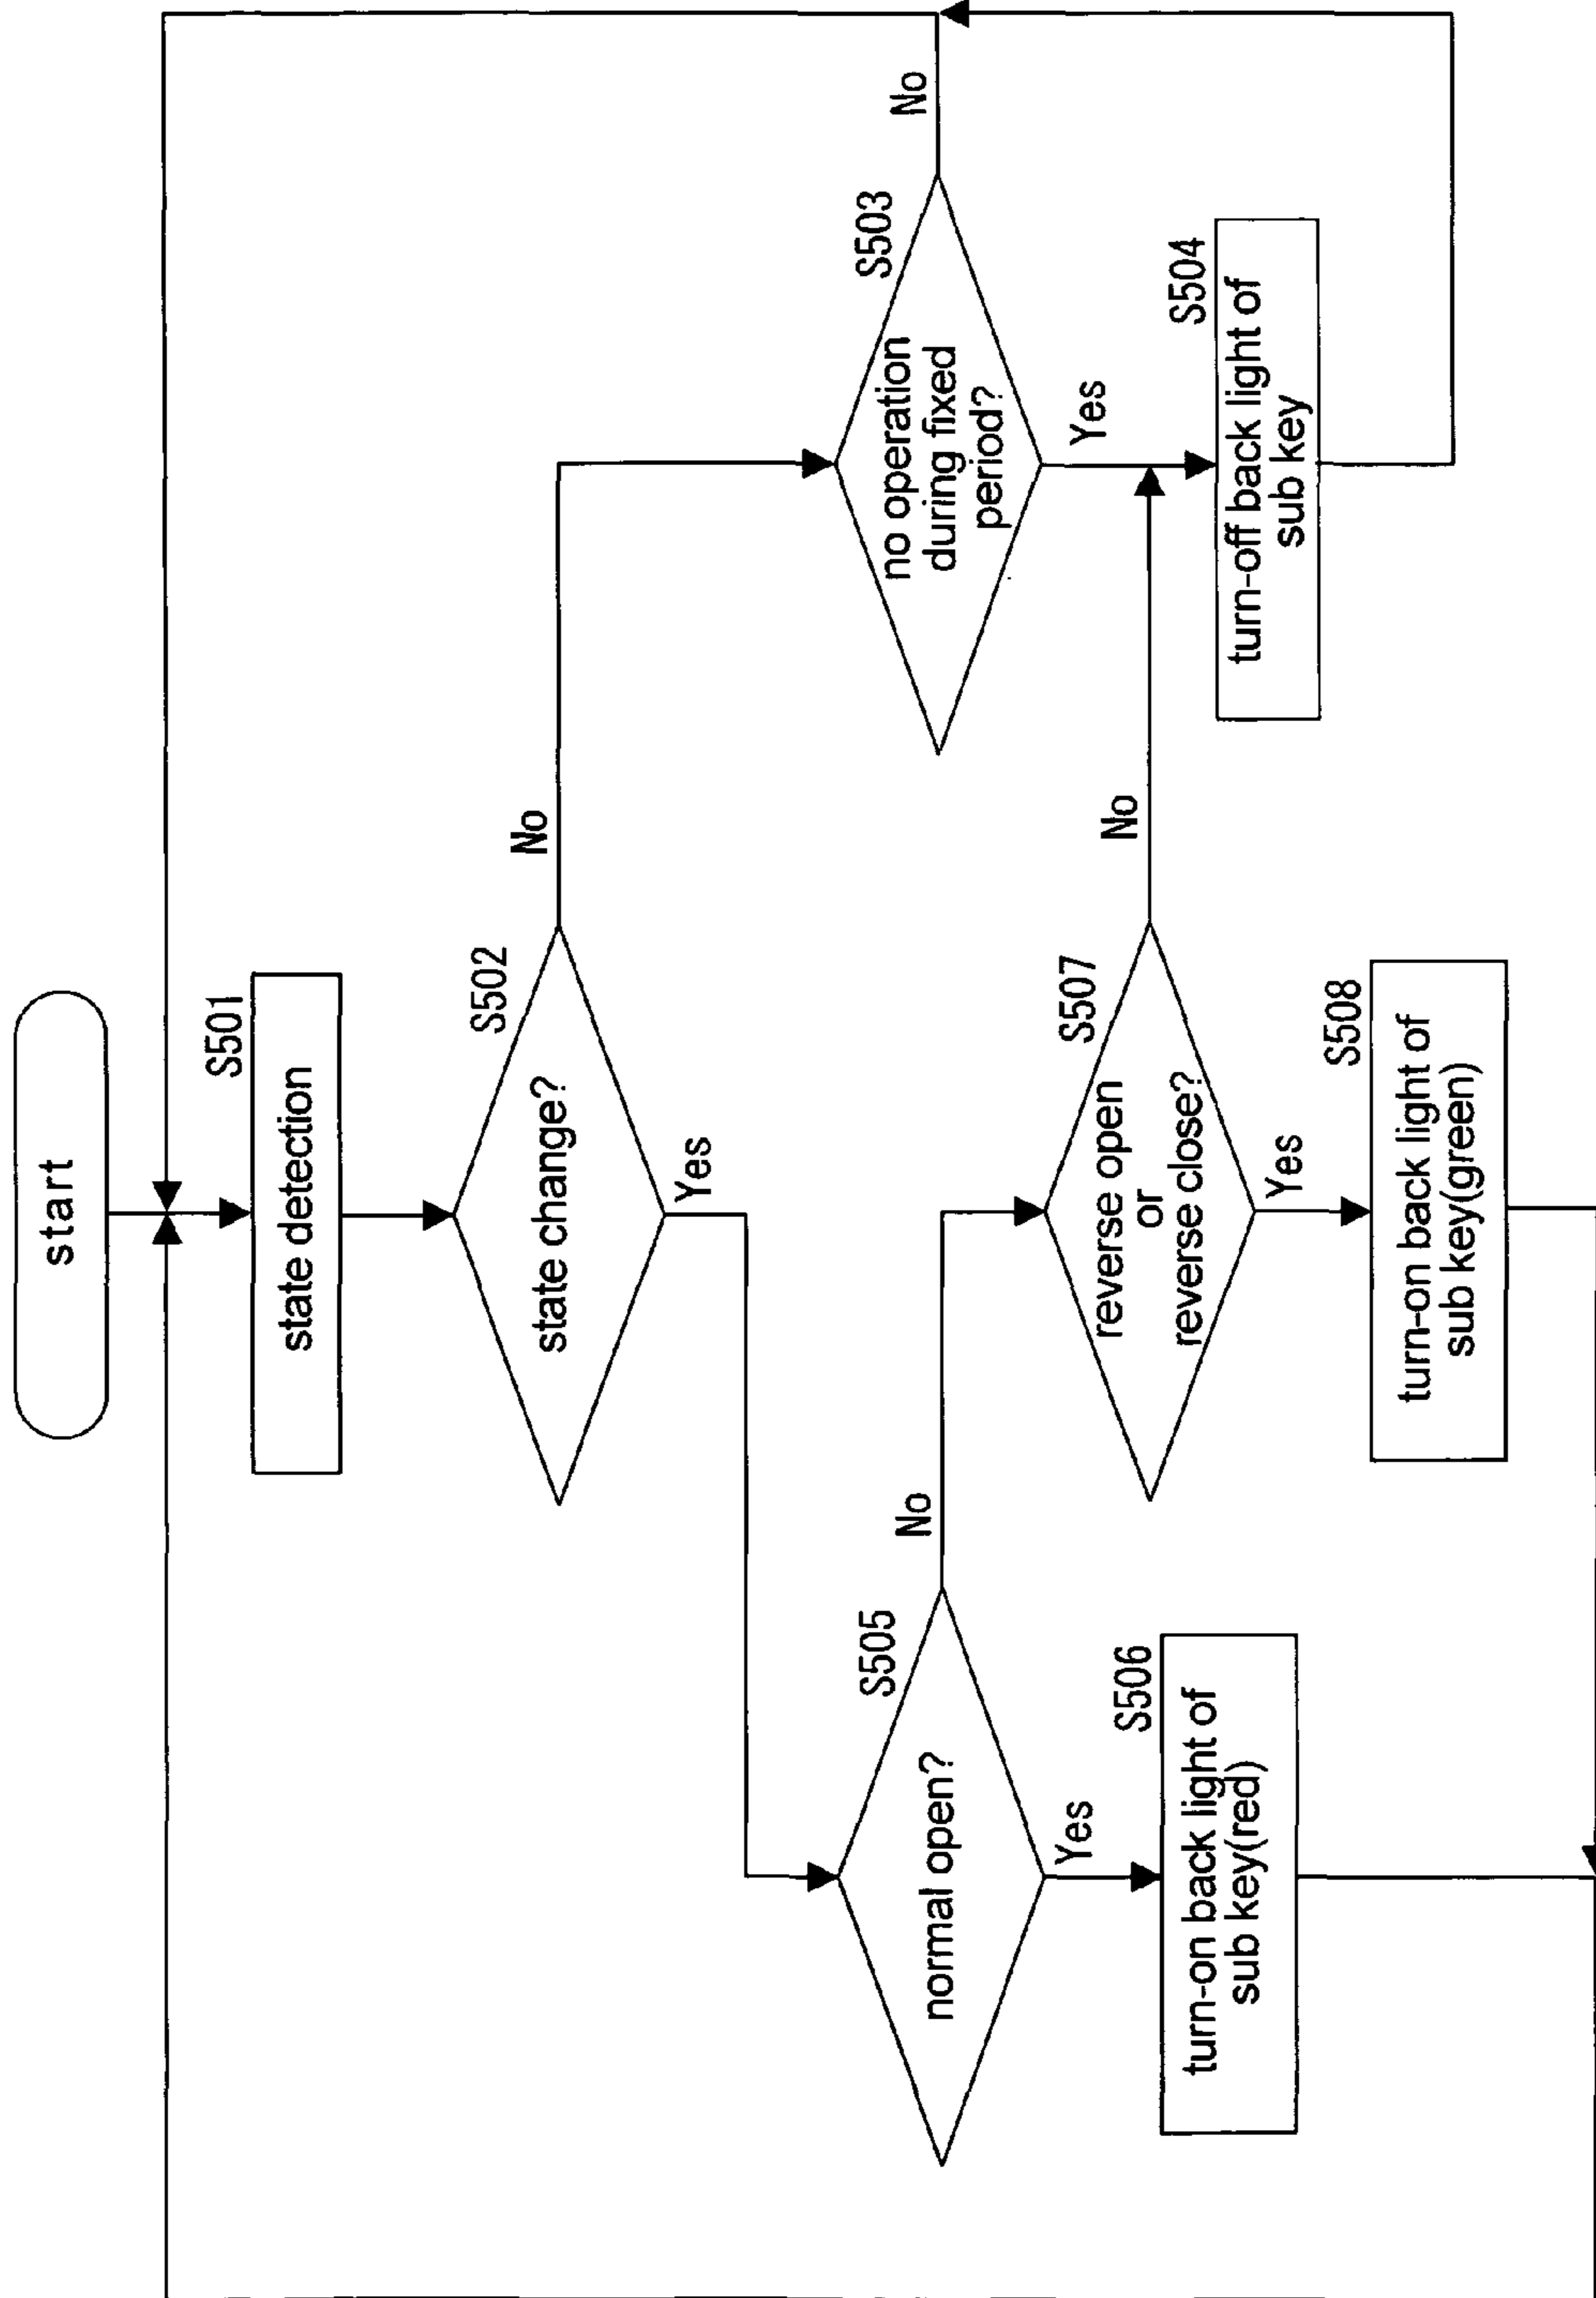 start
S501
state detection
S502
state change?
No
Yes
S503
no operation
during fixed
period?
No
Yes
S504
turn-off back light of
sub key
S505
normal open?
No
Yes
S506
turn-on back light of
sub key(red)
S507
reverse open
or
reverse close?
No
Yes
S508
turn-on back light of
sub key(green)